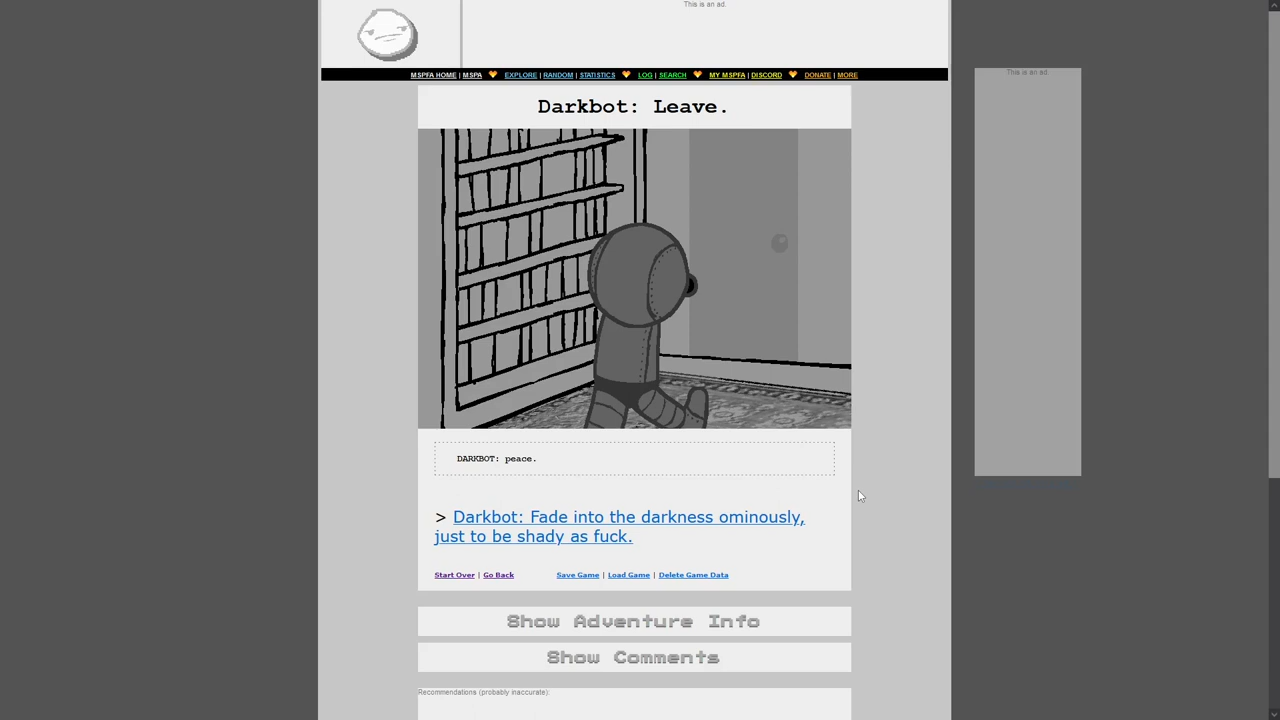 This is an ad.
MSPFA HOME | MSPA EXPLORE | RANDOM | STATISTICS LOG | SEARCH MY MSPFA | DISCORD DONATE | MORE
This is an ad.
Darkbot: Leave.
DARKBOT: peace.
> Darkbot: Fade into the darkness ominously,
just to be shady as fuck.
Start Over | Go Back Save Game | Load Game | Delete Game Data
Show Adventure Info
Show Comments
Recommendations (probably inaccurate):